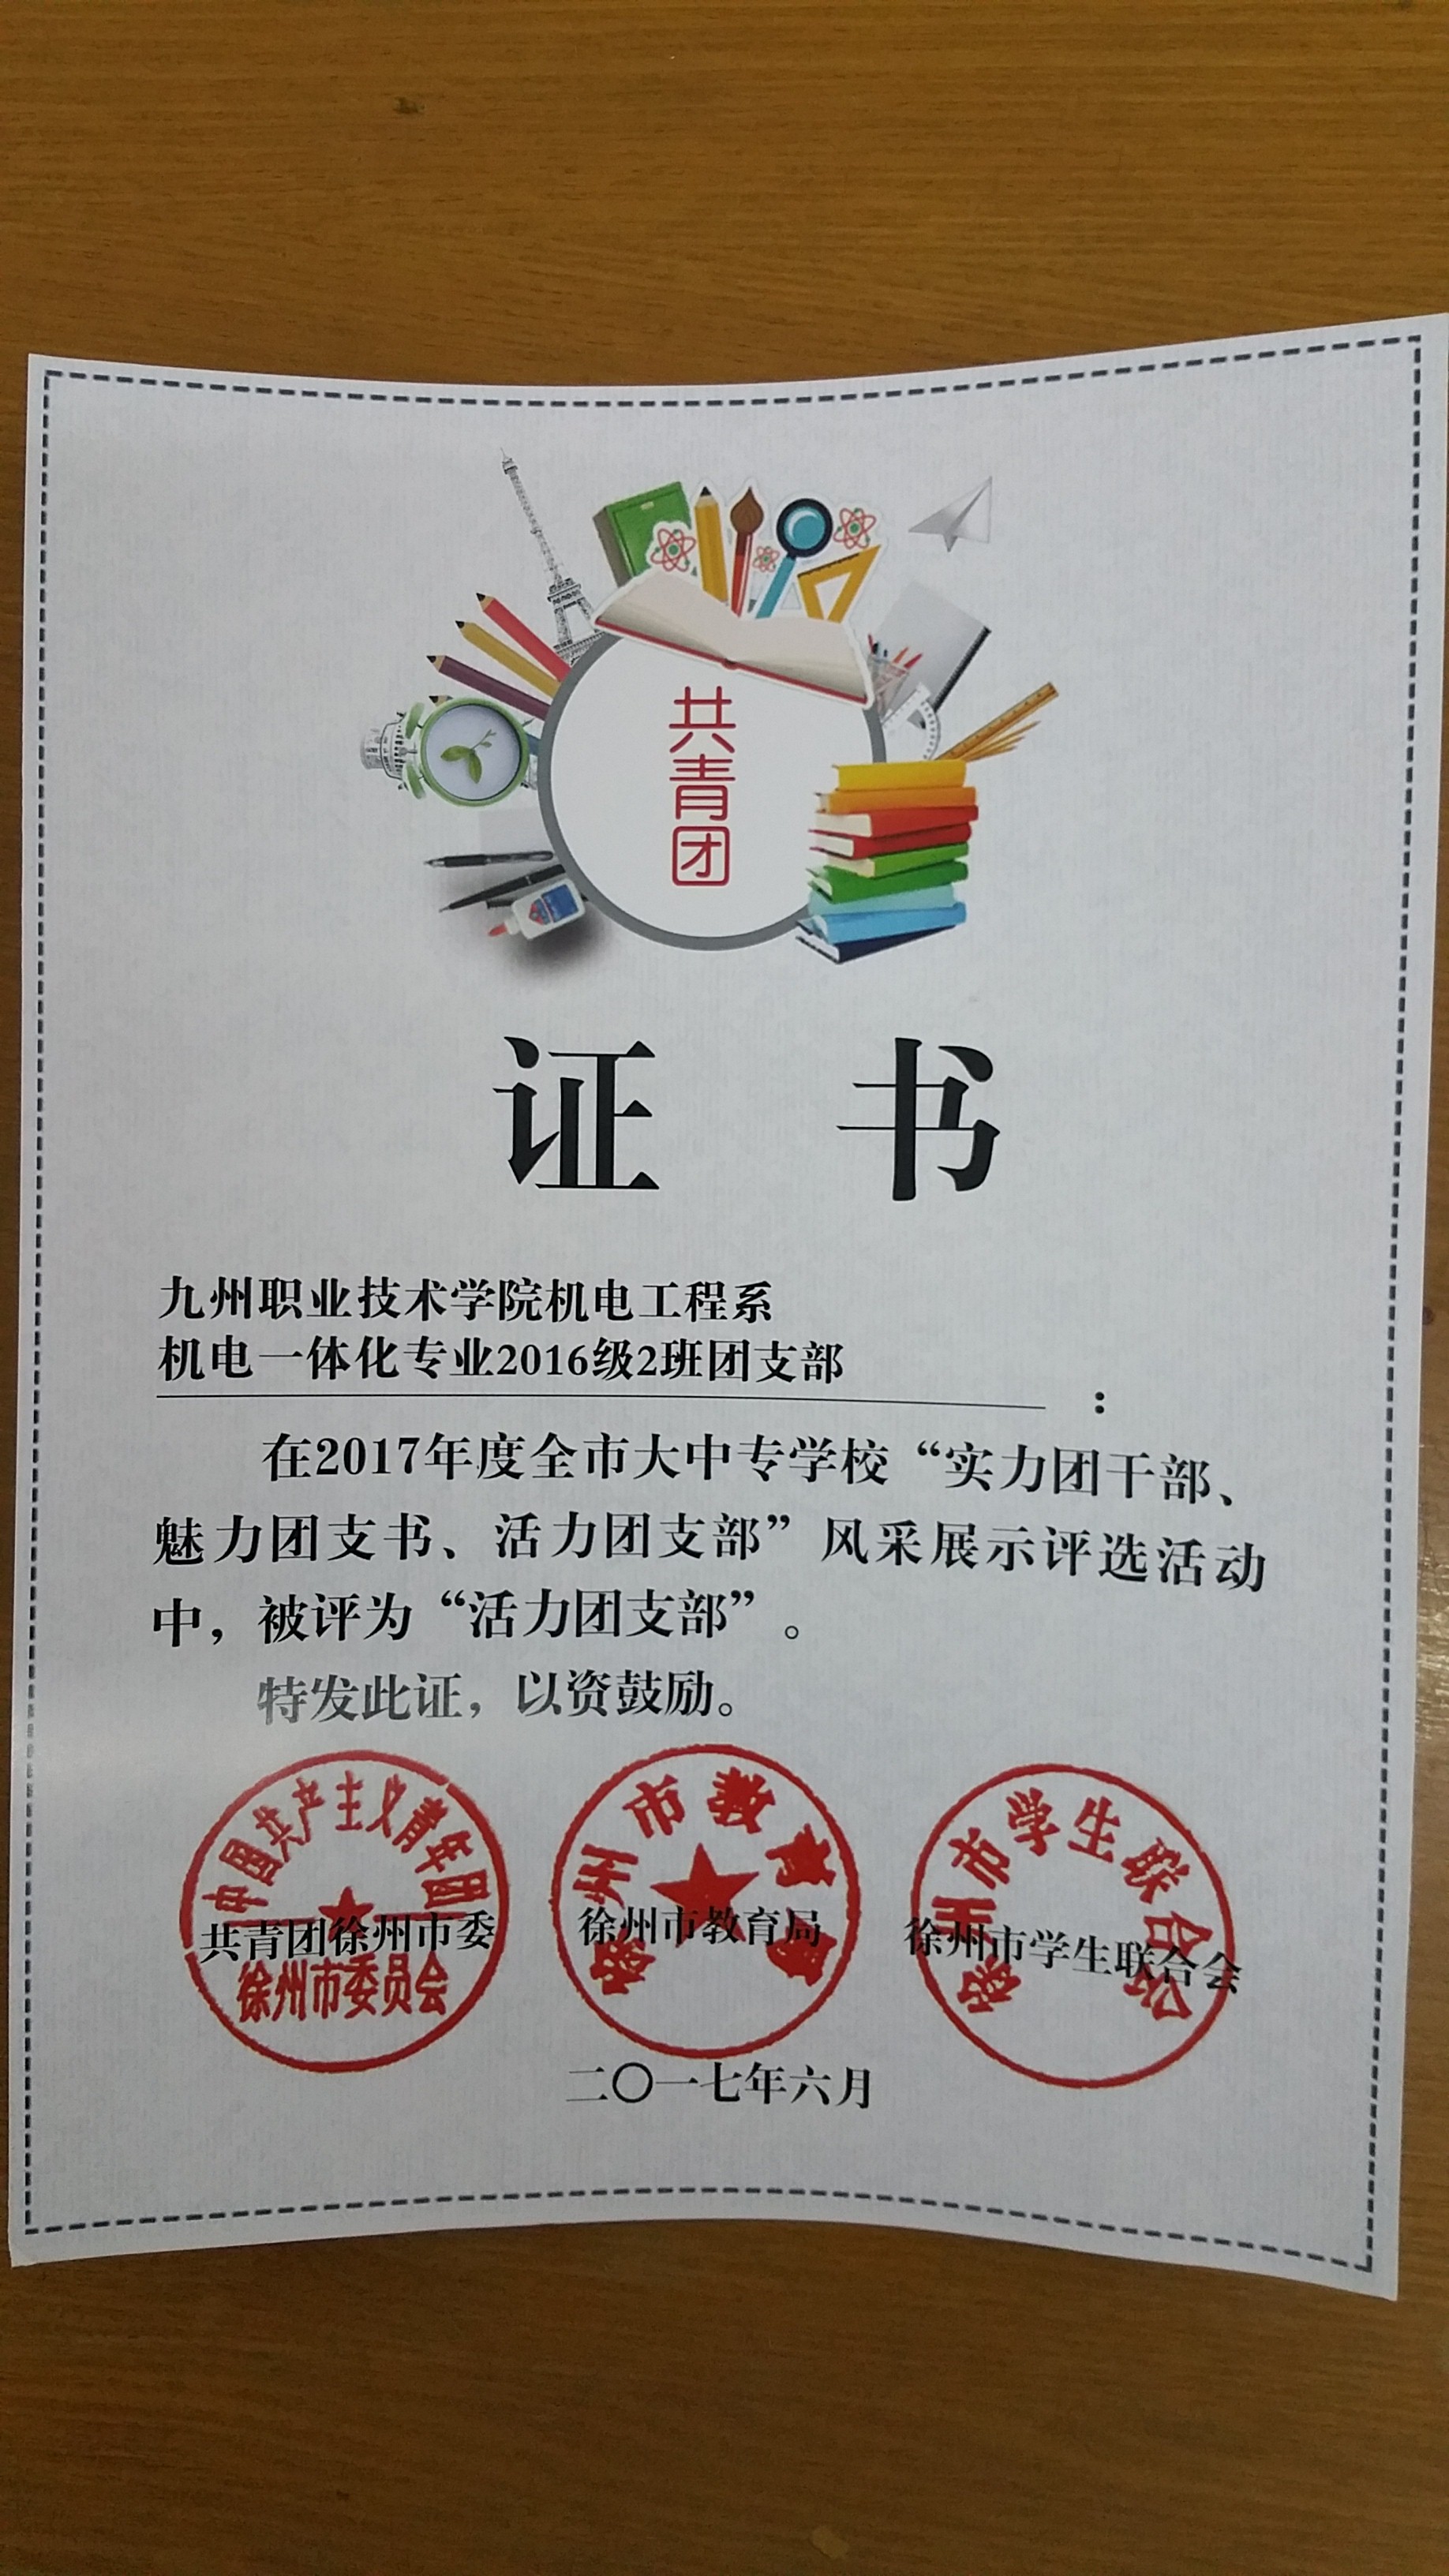 共青团
证 书
九州职业技术学院机电工程系
机电一体化专业2016级2班团支部
：
在2017年度全市大中专学校“实力团干部、
魅力团支书、活力团支部”风采展示评选活动
中，被评为“活力团支部”。
特发此证，以资鼓励。
中国共产主义青年团
徐州市委员会
共青团徐州市委
徐州市教育局
徐州市教育局
徐州市学生联合会
徐州市学生联合会
二〇一七年六月